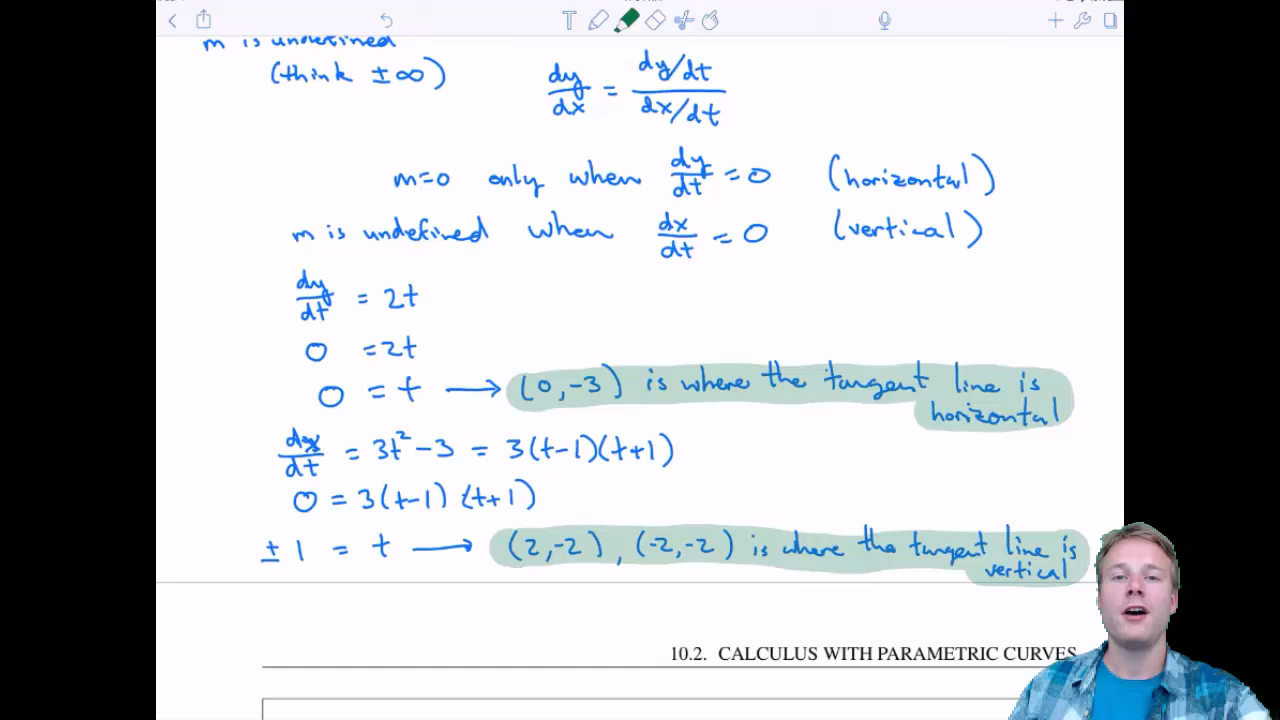 m is undefined
(think ±∞)
dy/dx = (dy/dt)/(dx/dt)
m=0 only when dy/dt = 0 (horizontal)
m is undefined when dx/dt = 0 (vertical)
dy/dt = 2t
0 = 2t
0 = t → (0,-3) is where the tangent line is
horizontal
dx/dt = 3t² - 3 = 3(t-1)(t+1)
0 = 3(t-1)(t+1)
±1 = t → (2,-2), (-2,-2) is where the tangent line is
vertical
10.2. CALCULUS WITH PARAMETRIC CURVES